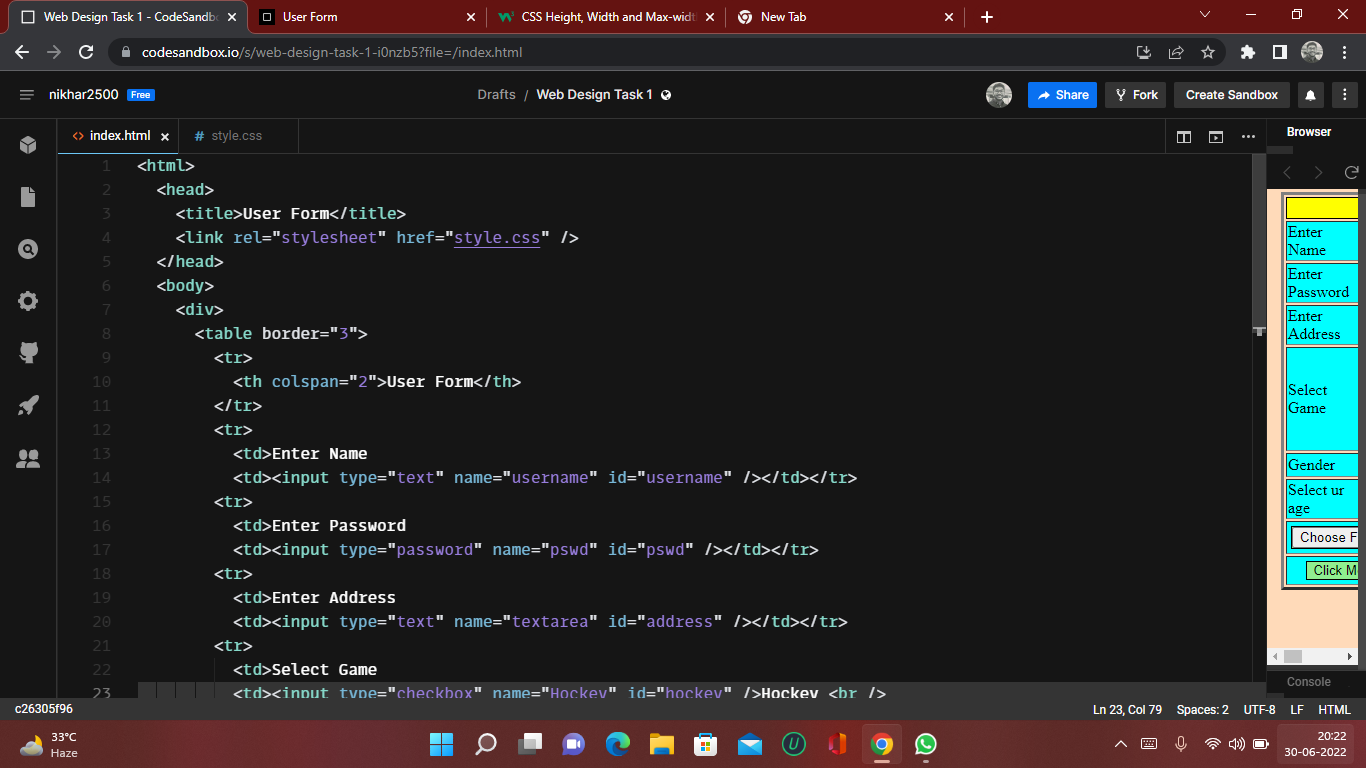 Web Design Task 1 - CodeSandbo
User Form
CSS Height, Width and Max-widt
New Tab
codesandbox.io/s/web-design-task-1-i0nzb5?file=/index.html
nikhar2500 Free
Drafts / Web Design Task 1
Share
Fork
Create Sandbox
index.html
# style.css
Browser
1 <html>
2 <head>
3 <title>User Form</title>
4 <link rel="stylesheet" href="style.css" />
5 </head>
6 <body>
7 <div>
8 <table border="3">
9 <tr>
10 <th colspan="2">User Form</th>
11 </tr>
12 <tr>
13 <td>Enter Name
14 <td><input type="text" name="username" id="username" /></td></tr>
15 <tr>
16 <td>Enter Password
17 <td><input type="password" name="pswd" id="pswd" /></td></tr>
18 <tr>
19 <td>Enter Address
20 <td><input type="text" name="textarea" id="address" /></td></tr>
21 <tr>
22 <td>Select Game
23 <td><input type="checkbox" name="Hockey" id="hockey" />Hockey <br />
Enter
Name
Enter
Password
Enter
Address
Select
Game
Gender
Select ur
age
Choose F
Click M
Console
c26305f96
Ln 23, Col 79 Spaces: 2 UTF-8 LF HTML
33°C
Haze
20:22
30-06-2022